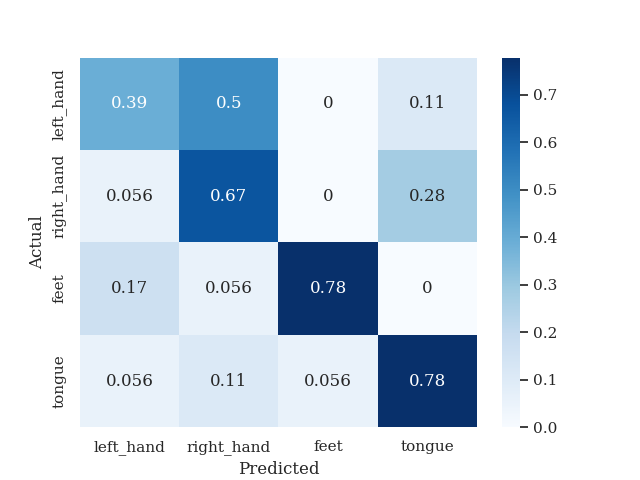 left_hand 0.39 0.5 0 0.11
right_hand 0.056 0.67 0 0.28
feet 0.17 0.056 0.78 0
tongue 0.056 0.11 0.056 0.78
Actual
left_hand right_hand feet tongue
Predicted
0.7
0.6
0.5
0.4
0.3
0.2
0.1
0.0